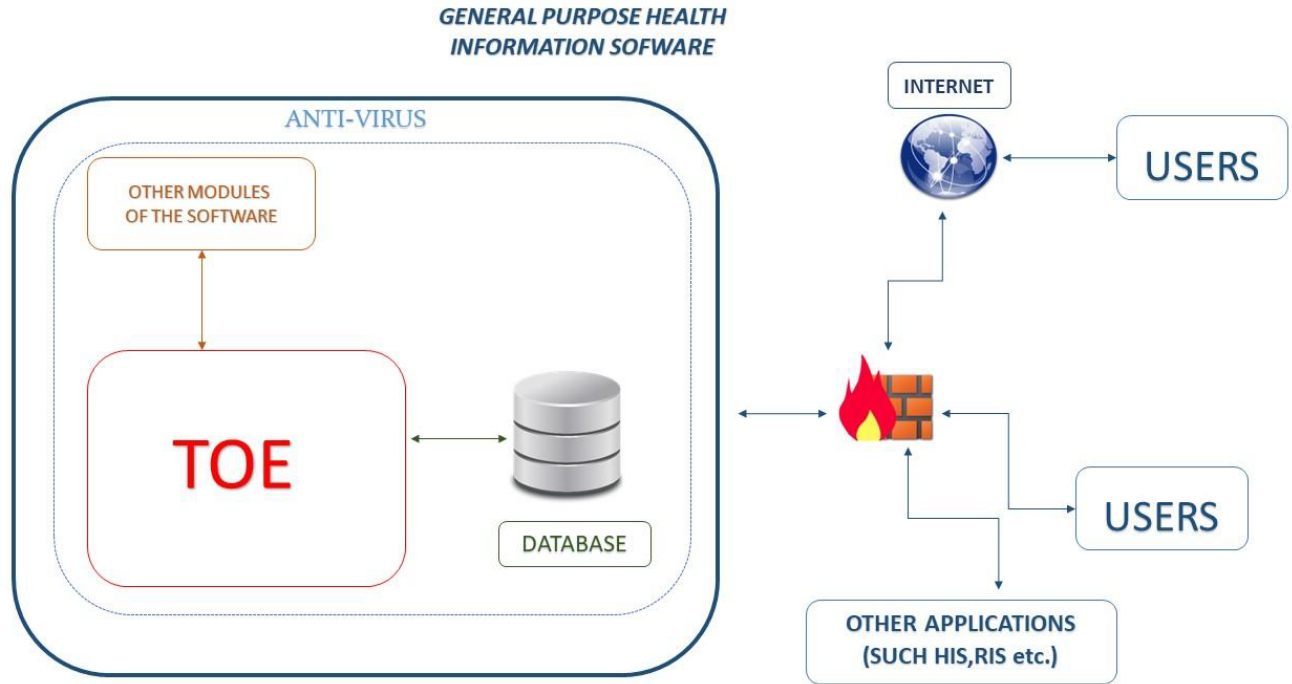 GENERAL PURPOSE HEALTH
INFORMATION SOFWARE
ANTI-VIRUS
OTHER MODULES
OF THE SOFTWARE
TOE
DATABASE
INTERNET
USERS
USERS
OTHER APPLICATIONS
(SUCH HIS,RIS etc.)